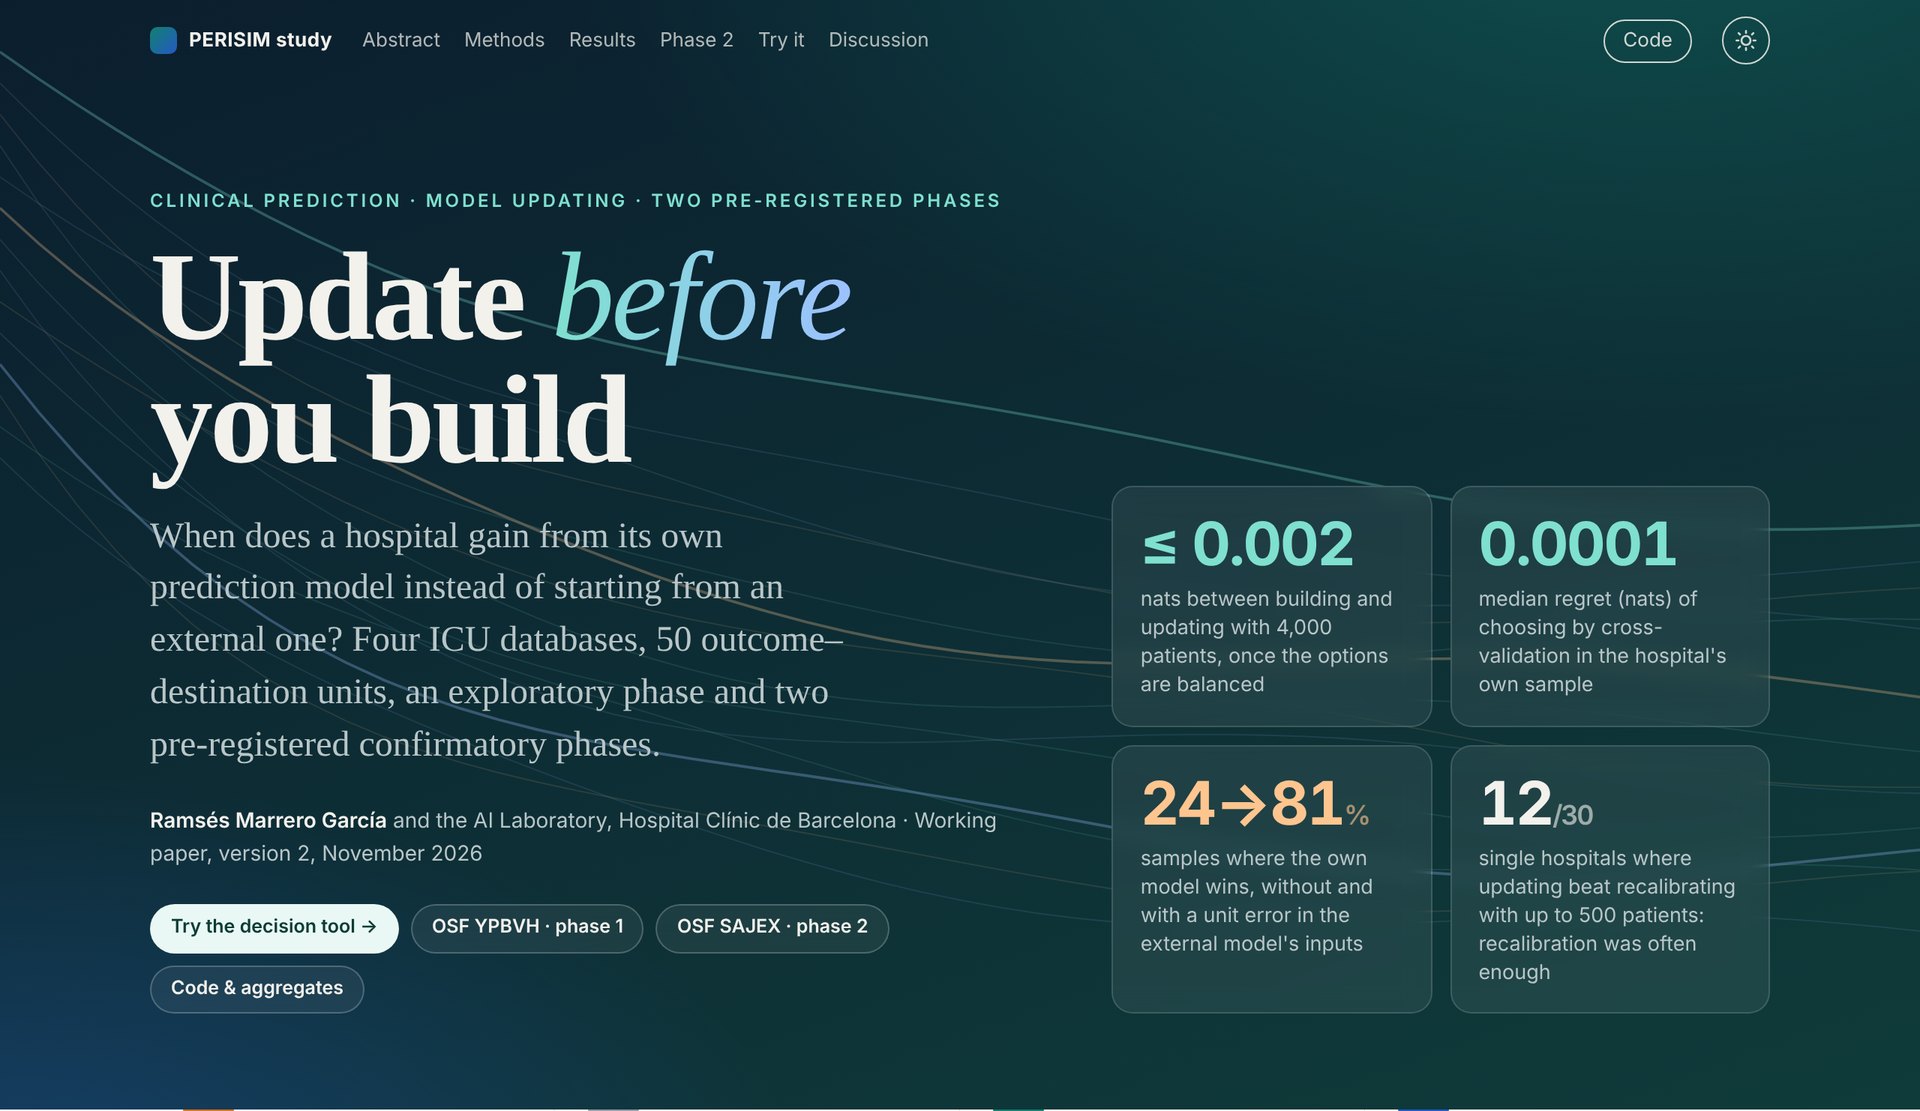 PERISIM study Abstract Methods Results Phase 2 Try it Discussion Code
CLINICAL PREDICTION · MODEL UPDATING · TWO PRE-REGISTERED PHASES
Update before
you build
When does a hospital gain from its own
prediction model instead of starting from an
external one? Four ICU databases, 50 outcome–
destination units, an exploratory phase and two
pre-registered confirmatory phases.
Ramsés Marrero García and the AI Laboratory, Hospital Clínic de Barcelona · Working
paper, version 2, November 2026
Try the decision tool → OSF YPBVH · phase 1 OSF SAJEX · phase 2
Code & aggregates
≤ 0.002
nats between building and
updating with 4,000
patients, once the options
are balanced
0.0001
median regret (nats) of
choosing by cross-
validation in the hospital's
own sample
24→81%
samples where the own
model wins, without and
with a unit error in the
external model's inputs
12/30
single hospitals where
updating beat recalibrating
with up to 500 patients:
recalibration was often
enough